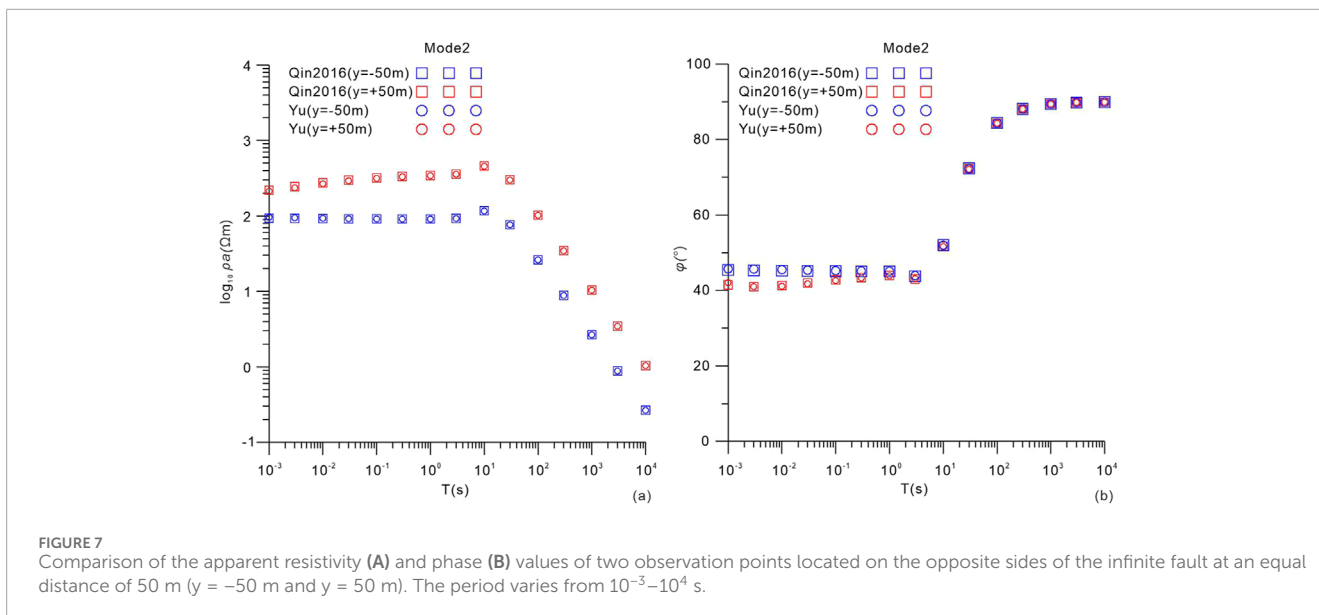 Mode2
Qin2016(y=-50m)
Qin2016(y=+50m)
Yu(y=-50m)
Yu(y=+50m)
4
3
2
1
0
-1
log₁₀ ρa(Ωm)
10⁻³ 10⁻² 10⁻¹ 10⁰ 10¹ 10² 10³ 10⁴
T(s)
(a)
Mode2
Qin2016(y=-50m)
Qin2016(y=+50m)
Yu(y=-50m)
Yu(y=+50m)
100
80
60
40
20
0
φ(°)
10⁻³ 10⁻² 10⁻¹ 10⁰ 10¹ 10² 10³ 10⁴
T(s)
(b)
FIGURE 7
Comparison of the apparent resistivity (A) and phase (B) values of two observation points located on the opposite sides of the infinite fault at an equal
distance of 50 m (y = −50 m and y = 50 m). The period varies from 10⁻³–10⁴ s.